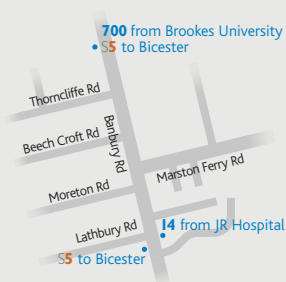 700 from Brookes University
S5 to Bicester
Thorncliffe Rd
Beech Croft Rd
Banbury Rd
Marston Ferry Rd
Moreton Rd
Lathbury Rd
14 from JR Hospital
S5 to Bicester